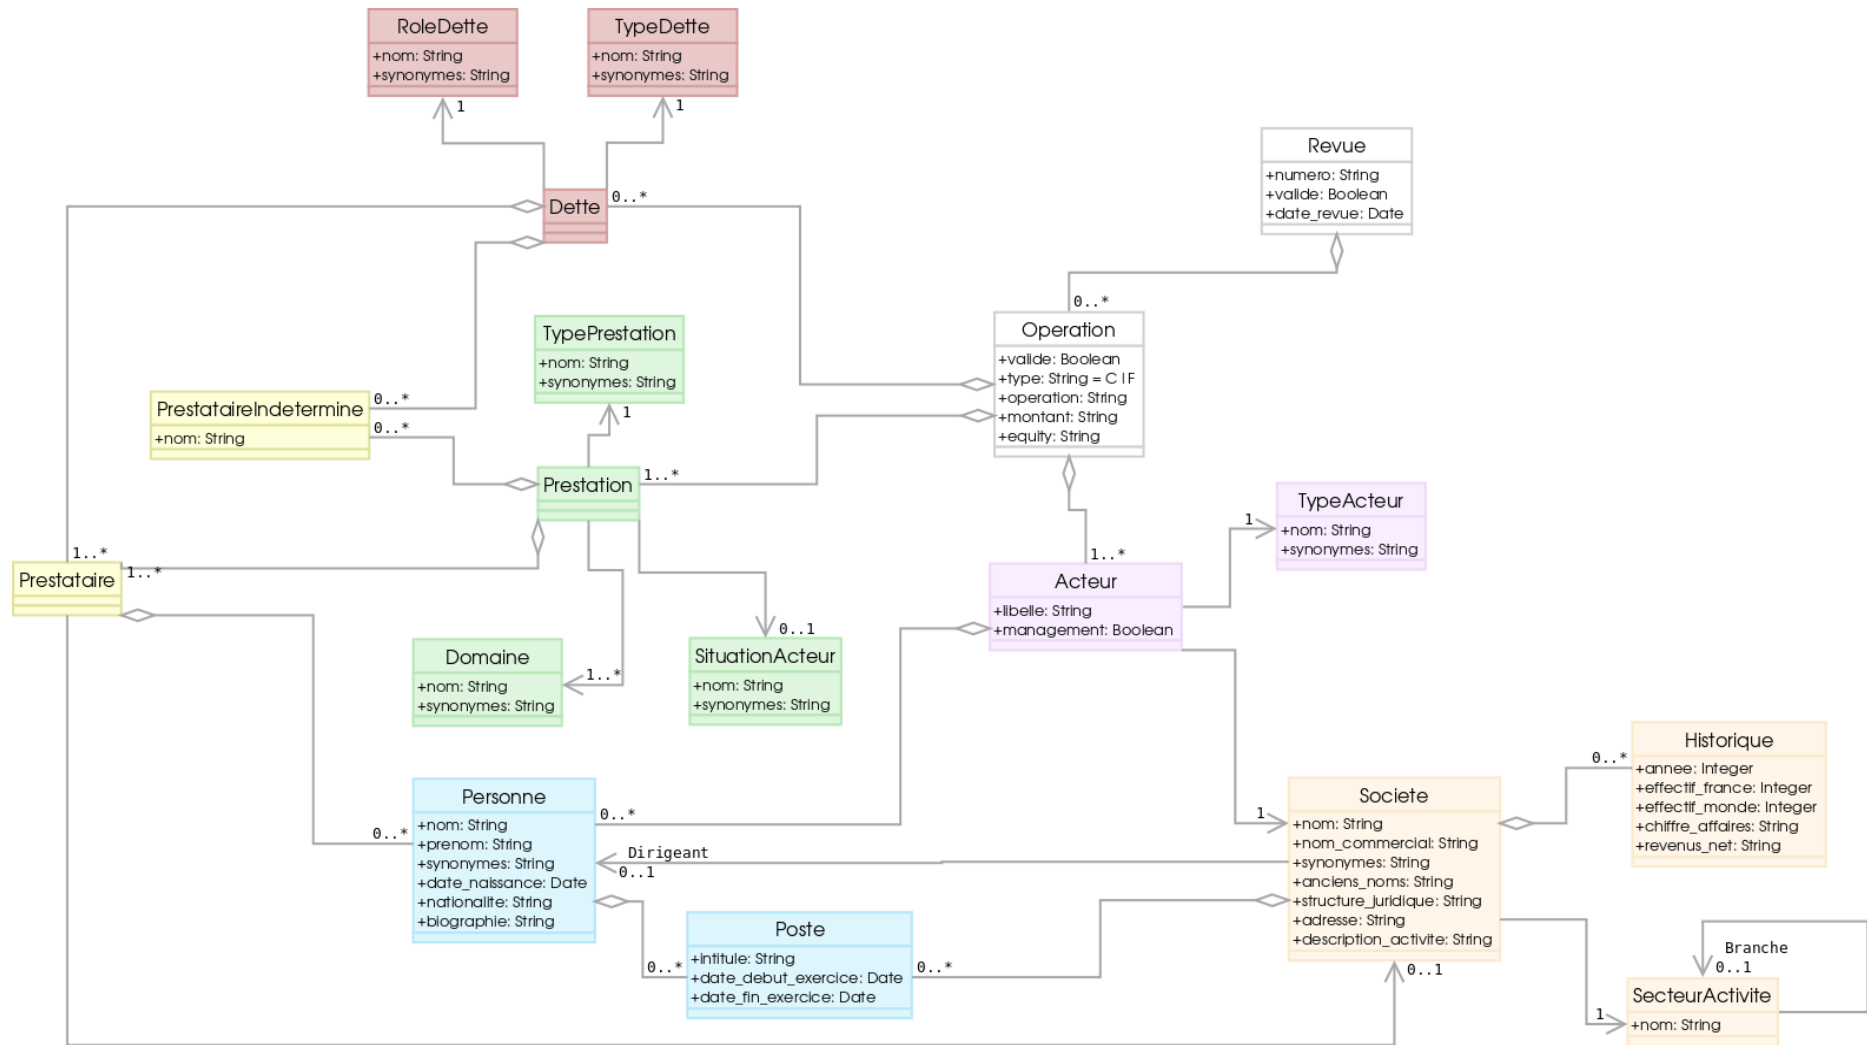 RoleDette
+nom: String
+synonymes: String
1
TypeDette
+nom: String
+synonymes: String
1
Dette
0..*
Revue
+numero: String
+valide: Boolean
+date_revue: Date
0..*
Operation
+valide: Boolean
+type: String = C | F
+operation: String
+montant: String
+equity: String
TypePrestation
+nom: String
+synonymes: String
1
PrestataireIndetermine
+nom: String
0..*
0..*
Prestation
1..*
TypeActeur
+nom: String
+synonymes: String
1
1..*
Acteur
+libelle: String
+management: Boolean
1..*
1..*
Prestataire
Domaine
+nom: String
+synonymes: String
1..*
0..1
SituationActeur
+nom: String
+synonymes: String
Personne
+nom: String
+prenom: String
+synonymes: String
+date_naissance: Date
+nationalite: String
+biographie: String
0..*
0..*
Dirigeant
0..1
1
Societe
+nom: String
+nom_commercial: String
+synonymes: String
+anciens_noms: String
+structure_juridique: String
+adresse: String
+description_activite: String
0..1
Historique
+annee: Integer
+effectif_france: Integer
+effectif_monde: Integer
+chiffre_affaires: String
+revenus_net: String
0..*
Poste
+intitule: String
+date_debut_exercice: Date
+date_fin_exercice: Date
0..*
0..*
Branche
0..1
SecteurActivite
+nom: String
1